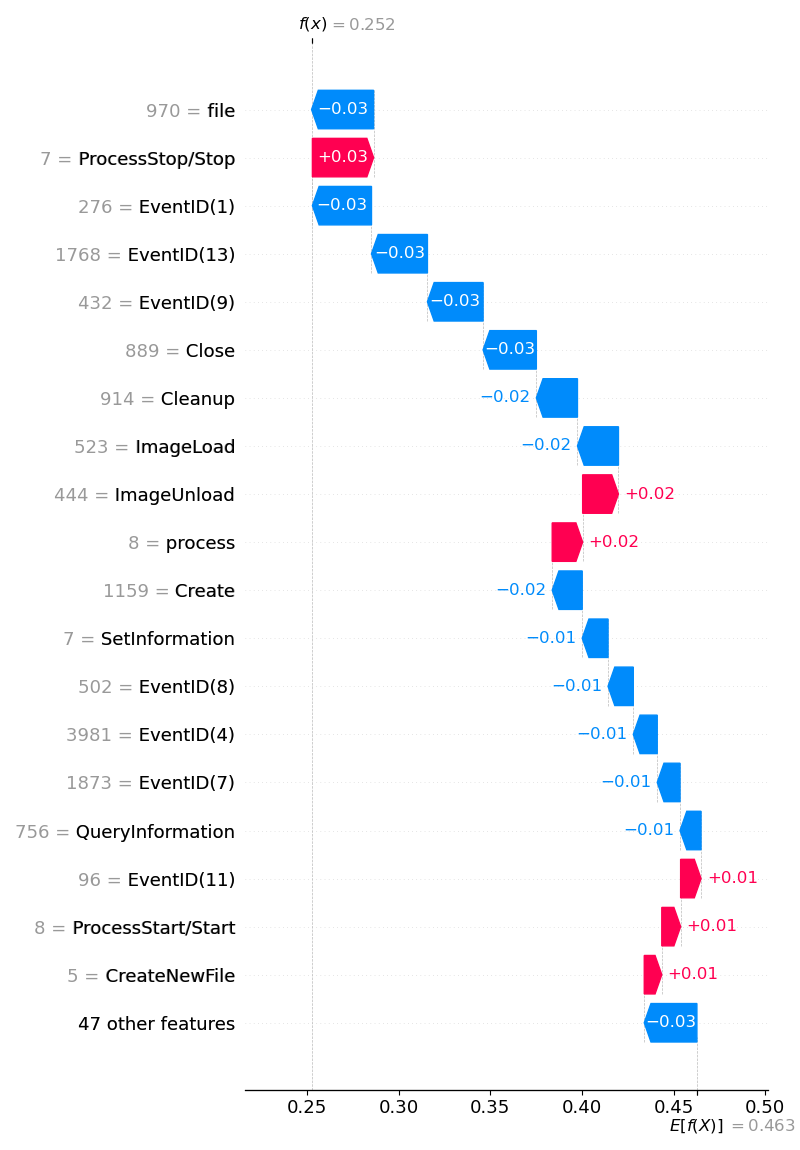 f(x) = 0.252
970 = file −0.03
7 = ProcessStop/Stop +0.03
276 = EventID(1) −0.03
1768 = EventID(13) −0.03
432 = EventID(9) −0.03
889 = Close −0.03
914 = Cleanup −0.02
523 = ImageLoad −0.02
444 = ImageUnload +0.02
8 = process +0.02
1159 = Create −0.02
7 = SetInformation −0.01
502 = EventID(8) −0.01
3981 = EventID(4) −0.01
1873 = EventID(7) −0.01
756 = QueryInformation −0.01
96 = EventID(11) +0.01
8 = ProcessStart/Start +0.01
5 = CreateNewFile +0.01
47 other features −0.03
0.25 0.30 0.35 0.40 0.45 0.50
E[f(X)] = 0.463